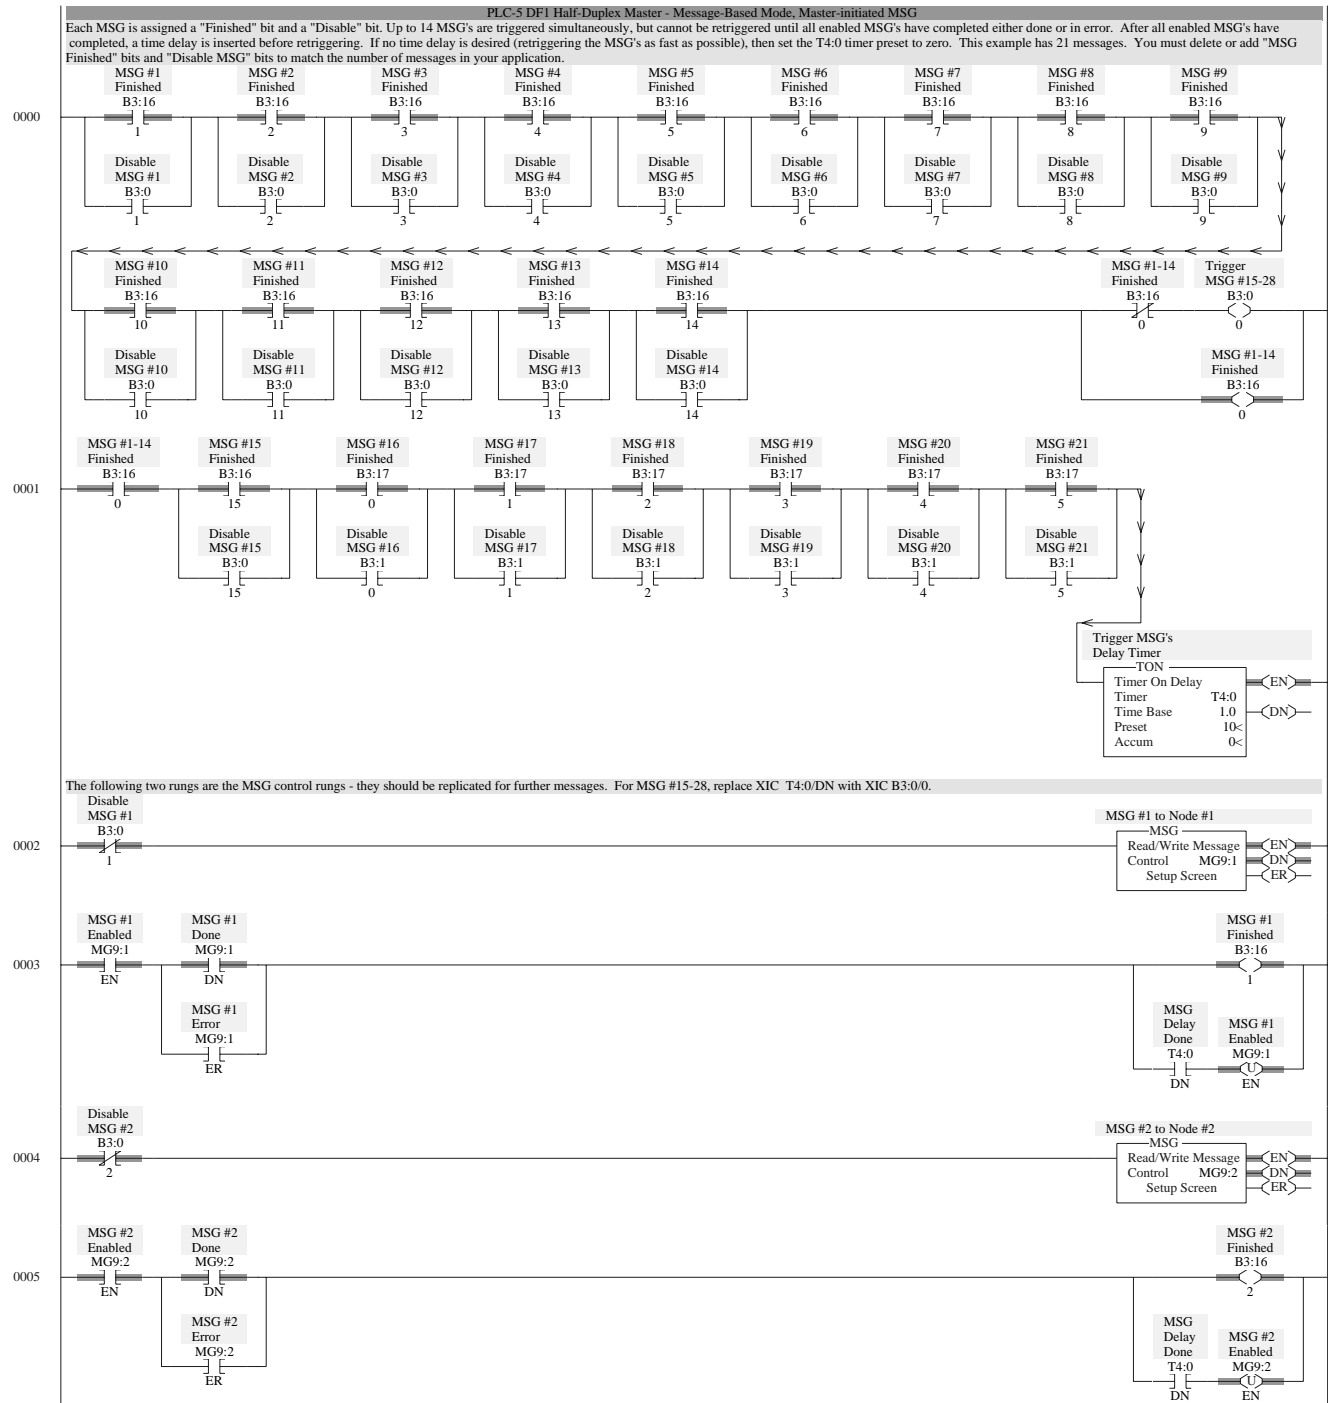 PLC-5 DF1 Half-Duplex Master - Message-Based Mode, Master-initiated MSG
Each MSG is assigned a "Finished" bit and a "Disable" bit. Up to 14 MSG's are triggered simultaneously, but cannot be retriggered until all enabled MSG's have completed either done or in error. After all enabled MSG's have
completed, a time delay is inserted before retriggering. If no time delay is desired (retriggering the MSG's as fast as possible), then set the T4:0 timer preset to zero. This example has 21 messages. You must delete or add "MSG
Finished" bits and "Disable MSG" bits to match the number of messages in your application.
MSG #1 MSG #2 MSG #3 MSG #4 MSG #5 MSG #6 MSG #7 MSG #8 MSG #9
Finished Finished Finished Finished Finished Finished Finished Finished Finished
B3:16 B3:16 B3:16 B3:16 B3:16 B3:16 B3:16 B3:16 B3:16
0000
1 2 3 4 5 6 7 8 9
Disable Disable Disable Disable Disable Disable Disable Disable Disable
MSG #1 MSG #2 MSG #3 MSG #4 MSG #5 MSG #6 MSG #7 MSG #8 MSG #9
B3:0 B3:0 B3:0 B3:0 B3:0 B3:0 B3:0 B3:0 B3:0
1 2 3 4 5 6 7 8 9
MSG #10 MSG #11 MSG #12 MSG #13 MSG #14 MSG #1-14 Trigger
Finished Finished Finished Finished Finished Finished MSG #15-28
B3:16 B3:16 B3:16 B3:16 B3:16 B3:16 B3:0
10 11 12 13 14 0 0
Disable Disable Disable Disable Disable MSG #1-14
MSG #10 MSG #11 MSG #12 MSG #13 MSG #14 Finished
B3:0 B3:0 B3:0 B3:0 B3:0 B3:16
10 11 12 13 14 0
MSG #1-14 MSG #15 MSG #16 MSG #17 MSG #18 MSG #19 MSG #20 MSG #21
Finished Finished Finished Finished Finished Finished Finished Finished
B3:16 B3:16 B3:17 B3:17 B3:17 B3:17 B3:17 B3:17
0001
0 15 0 1 2 3 4 5
Disable Disable Disable Disable Disable Disable Disable
MSG #15 MSG #16 MSG #17 MSG #18 MSG #19 MSG #20 MSG #21
B3:0 B3:1 B3:1 B3:1 B3:1 B3:1 B3:1
15 0 1 2 3 4 5
Trigger MSG's
Delay Timer
TON
Timer On Delay EN
Timer T4:0
Time Base 1.0 DN
Preset 10<
Accum 0<
The following two rungs are the MSG control rungs - they should be replicated for further messages. For MSG #15-28, replace XIC T4:0/DN with XIC B3:0/0.
Disable
MSG #1 MSG #1 to Node #1
B3:0 MSG
0002 Read/Write Message EN
1 Control MG9:1 DN
Setup Screen ER
MSG #1 MSG #1 MSG #1
Enabled Done Finished
MG9:1 MG9:1 B3:16
0003
EN DN 1
MSG #1 MSG
Error Delay MSG #1
MG9:1 Done Enabled
T4:0 MG9:1
U
ER DN EN
Disable
MSG #2 MSG #2 to Node #2
B3:0 MSG
0004 Read/Write Message EN
2 Control MG9:2 DN
Setup Screen ER
MSG #2 MSG #2 MSG #2
Enabled Done Finished
MG9:2 MG9:2 B3:16
0005
EN DN 2
MSG #2 MSG
Error Delay MSG #2
MG9:2 Done Enabled
T4:0 MG9:2
U
ER DN EN